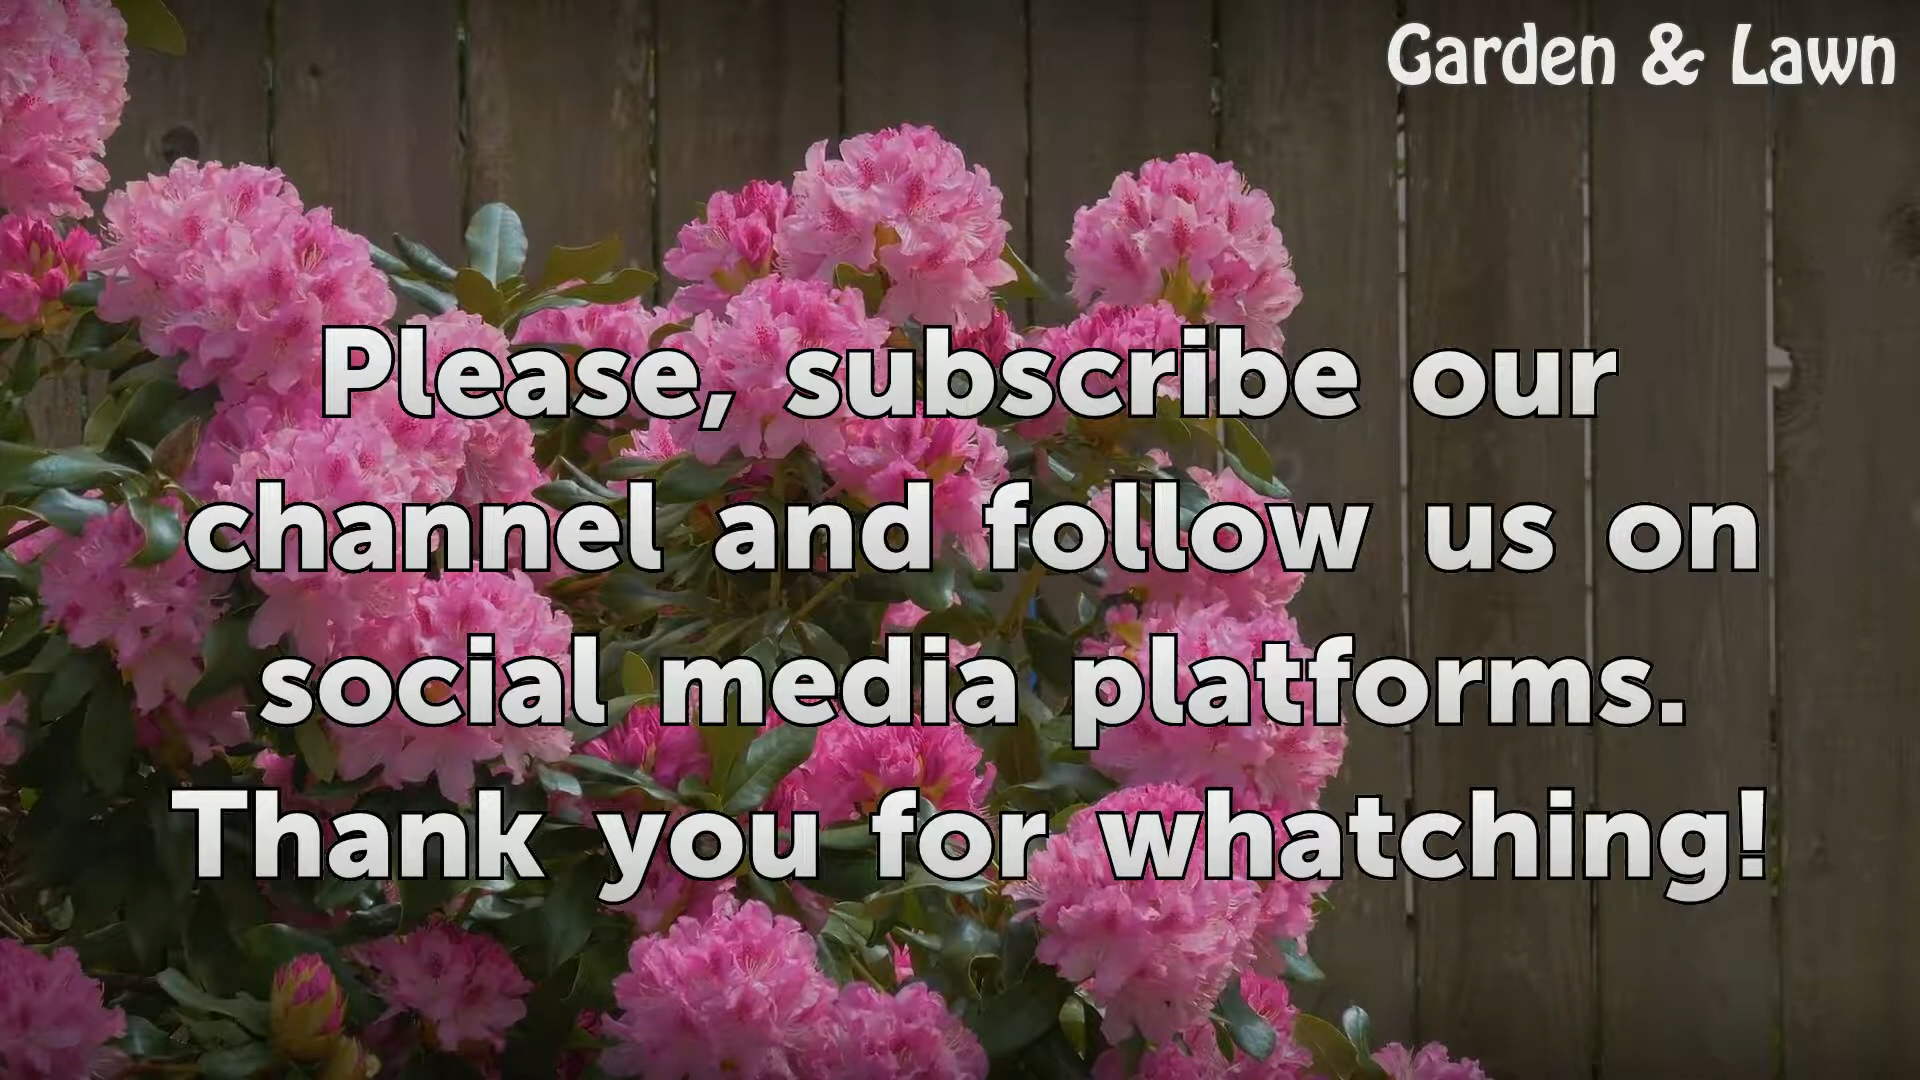 Garden & Lawn
Please, subscribe our
channel and follow us on
social media platforms.
Thank you for whatching!